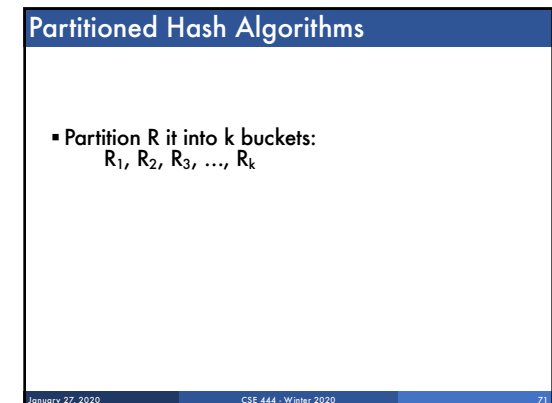 Partitioned Hash Algorithms
▪ Partition R it into k buckets:
R₁, R₂, R₃, …, Rₖ
January 27, 2020 CSE 444 - Winter 2020 71